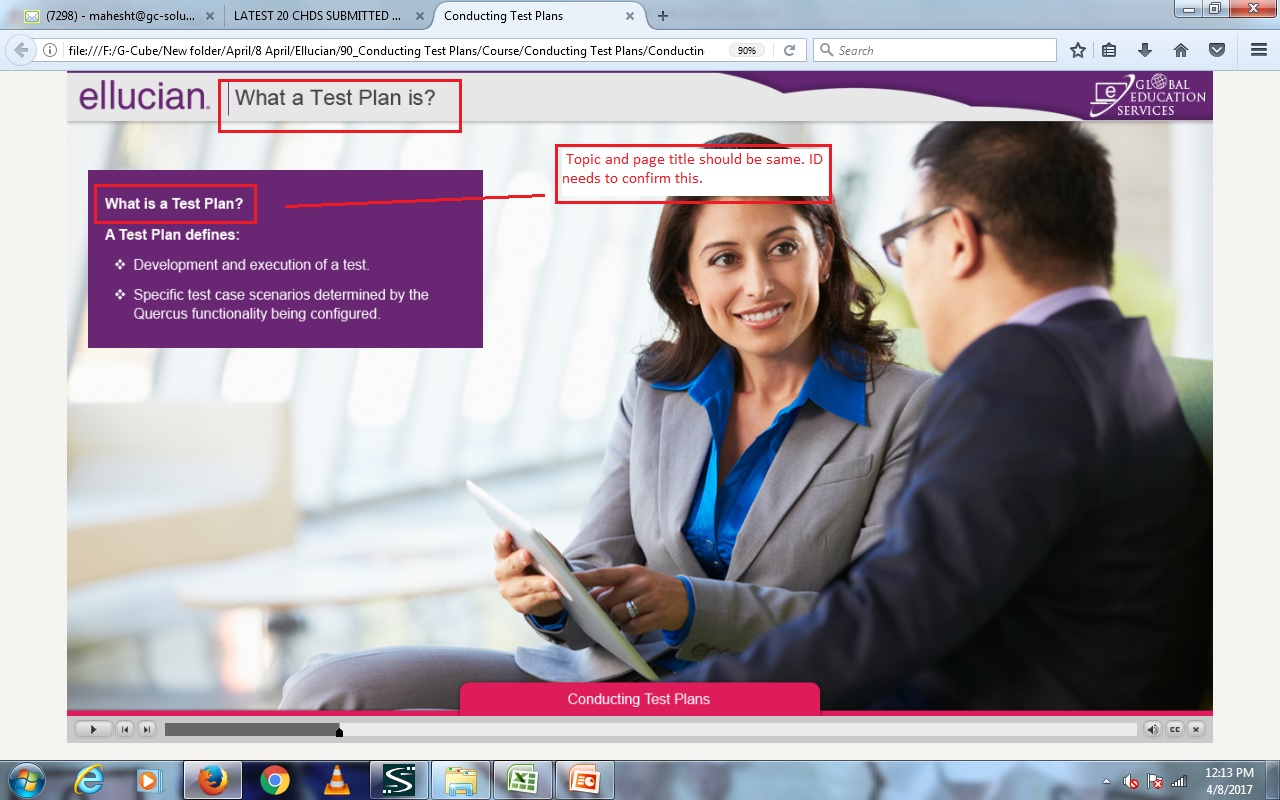 (7298) - mahesht@gc-solu...
LATEST 20 CHDS SUBMITTED ...
Conducting Test Plans
file:///F:/G-Cube/New folder/April/8 April/Ellucian/90_Conducting Test Plans/Course/Conducting Test Plans/Conductin
90%
Search
ellucian.
What a Test Plan is?
e
GLOBAL
EDUCATION
SERVICES
Topic and page title should be same. ID
needs to confirm this.
What is a Test Plan?
A Test Plan defines:
❖ Development and execution of a test.
❖ Specific test case scenarios determined by the
Quercus functionality being configured.
Conducting Test Plans
CC
12:13 PM
4/8/2017